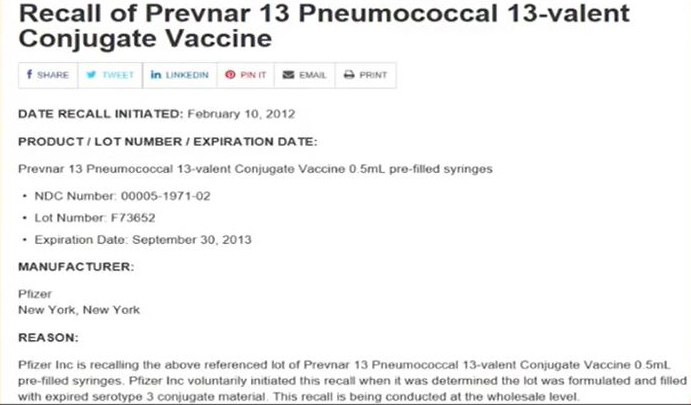 Recall of Prevnar 13 Pneumococcal 13-valent
Conjugate Vaccine
SHARE TWEET LINKEDIN PIN IT EMAIL PRINT
DATE RECALL INITIATED: February 10, 2012
PRODUCT / LOT NUMBER / EXPIRATION DATE:
Prevnar 13 Pneumococcal 13-valent Conjugate Vaccine 0.5mL pre-filled syringes
• NDC Number: 00005-1971-02
• Lot Number: F73652
• Expiration Date: September 30, 2013
MANUFACTURER:
Pfizer
New York, New York
REASON:
Pfizer Inc is recalling the above referenced lot of Prevnar 13 Pneumococcal 13-valent Conjugate Vaccine 0.5mL
pre-filled syringes. Pfizer Inc voluntarily initiated this recall when it was determined the lot was formulated and filled
with expired serotype 3 conjugate material. This recall is being conducted at the wholesale level.